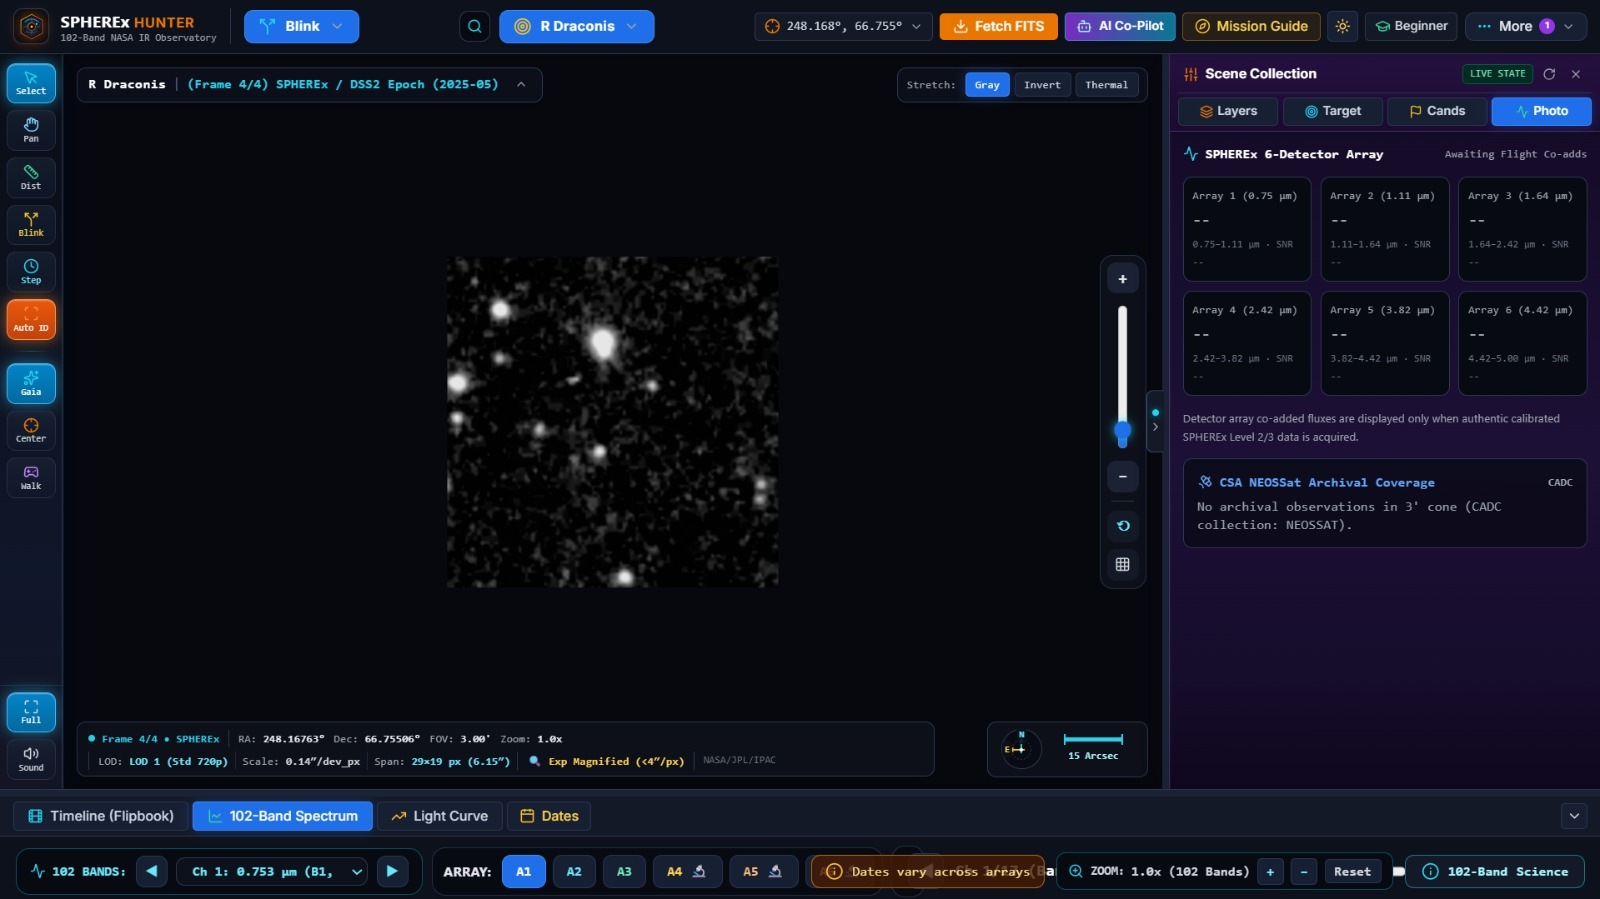 SPHEREx HUNTER
102-Band NASA IR Observatory
Blink
R Draconis
248.168°, 66.755°
Fetch FITS
AI Co-Pilot
Mission Guide
Beginner
More 1
Select
Pan
Dist
Blink
Step
Auto ID
Gaia
Center
Walk
Full
Sound
R Draconis | (Frame 4/4) SPHEREx / DSS2 Epoch (2025-05)
Stretch: Gray Invert Thermal
+
−
Frame 4/4 • SPHEREx RA: 248.16763° Dec: 66.75506° FOV: 3.00' Zoom: 1.0x
LOD: LOD 1 (Std 720p) Scale: 0.14″/dev_px Span: 29×19 px (6.15″) Exp Magnified (<4″/px) NASA/JPL/IPAC
N
E
15 Arcsec
Scene Collection LIVE STATE
Layers Target Cands Photo
SPHEREx 6-Detector Array Awaiting Flight Co-adds
Array 1 (0.75 µm)
--
0.75–1.11 µm · SNR
--
Array 2 (1.11 µm)
--
1.11–1.64 µm · SNR
--
Array 3 (1.64 µm)
--
1.64–2.42 µm · SNR
--
Array 4 (2.42 µm)
--
2.42–3.82 µm · SNR
--
Array 5 (3.82 µm)
--
3.82–4.42 µm · SNR
--
Array 6 (4.42 µm)
--
4.42–5.00 µm · SNR
--
Detector array co-added fluxes are displayed only when authentic calibrated
SPHEREx Level 2/3 data is acquired.
CSA NEOSSat Archival Coverage CADC
No archival observations in 3' cone (CADC
collection: NEOSSAT).
Timeline (Flipbook) 102-Band Spectrum Light Curve Dates
102 BANDS: Ch 1: 0.753 µm (B1,
ARRAY: A1 A2 A3 A4 A5
Dates vary across arrays
ZOOM: 1.0x (102 Bands) + − Reset
102-Band Science